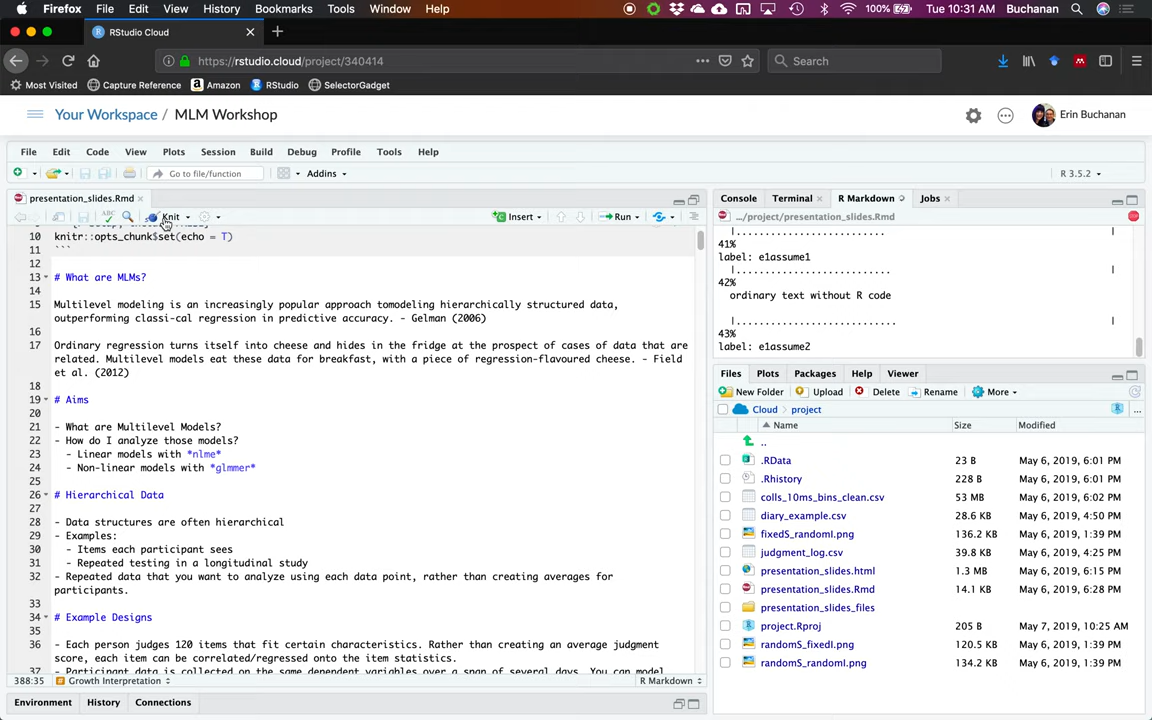 Firefox File Edit View History Bookmarks Tools Window Help 100% Tue 10:31 AM Buchanan
RStudio Cloud
https://rstudio.cloud/project/340414 Search
Most Visited Capture Reference Amazon RStudio SelectorGadget
Your Workspace / MLM Workshop Erin Buchanan
File Edit Code View Plots Session Build Debug Profile Tools Help
Go to file/function Addins R 3.5.2
presentation_slides.Rmd
ABC Knit Insert Run
10 knitr::opts_chunk$set(echo = T)
11 ```
12
13 # What are MLMs?
14
15 Multilevel modeling is an increasingly popular approach tomodeling hierarchically structured data,
outperforming classi-cal regression in predictive accuracy. - Gelman (2006)
16
17 Ordinary regression turns itself into cheese and hides in the fridge at the prospect of cases of data that are
related. Multilevel models eat these data for breakfast, with a piece of regression-flavoured cheese. - Field
et al. (2012)
18
19 # Aims
20
21 - What are Multilevel Models?
22 - How do I analyze those models?
23 - Linear models with *nlme*
24 - Non-linear models with *glmmer*
25
26 # Hierarchical Data
27
28 - Data structures are often hierarchical
29 - Examples:
30 - Items each participant sees
31 - Repeated testing in a longitudinal study
32 - Repeated data that you want to analyze using each data point, rather than creating averages for
participants.
33
34 # Example Designs
35
36 - Each person judges 120 items that fit certain characteristics. Rather than creating an average judgment
score, each item can be correlated/regressed onto the item statistics.
37 - Participant data is collected on the same dependent variables over a span of several days. You can model
388:35 # Growth Interpretation R Markdown
Environment History Connections
Console Terminal R Markdown Jobs
.../project/presentation_slides.Rmd
|........................ |
41%
label: e1assume1
|......................... |
42%
ordinary text without R code
|.......................... |
43%
label: e1assume2
Files Plots Packages Help Viewer
New Folder Upload Delete Rename More
Cloud project ...
Name Size Modified
..
.RData 23 B May 6, 2019, 6:01 PM
.Rhistory 228 B May 6, 2019, 6:01 PM
colls_10ms_bins_clean.csv 53 MB May 6, 2019, 6:02 PM
diary_example.csv 28.6 KB May 6, 2019, 4:50 PM
fixedS_randomI.png 136.2 KB May 6, 2019, 1:39 PM
judgment_log.csv 39.8 KB May 6, 2019, 4:25 PM
presentation_slides.html 1.3 MB May 6, 2019, 6:15 PM
presentation_slides.Rmd 14.1 KB May 6, 2019, 6:28 PM
presentation_slides_files
project.Rproj 205 B May 7, 2019, 10:25 AM
randomS_fixedI.png 120.5 KB May 6, 2019, 1:39 PM
randomS_randomI.png 134.2 KB May 6, 2019, 1:39 PM